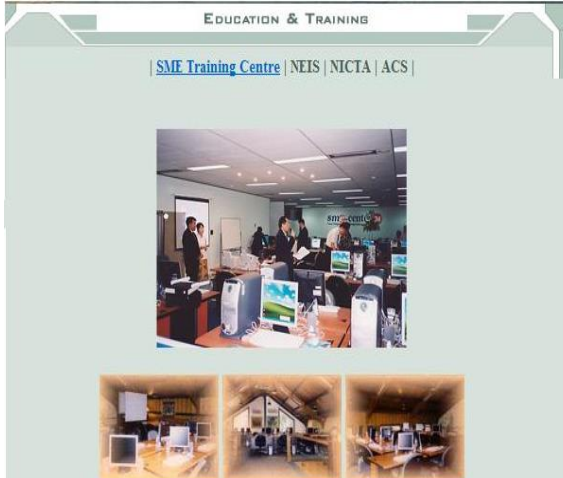 EDUCATION & TRAINING
| SME Training Centre | NEIS | NICTA | ACS |